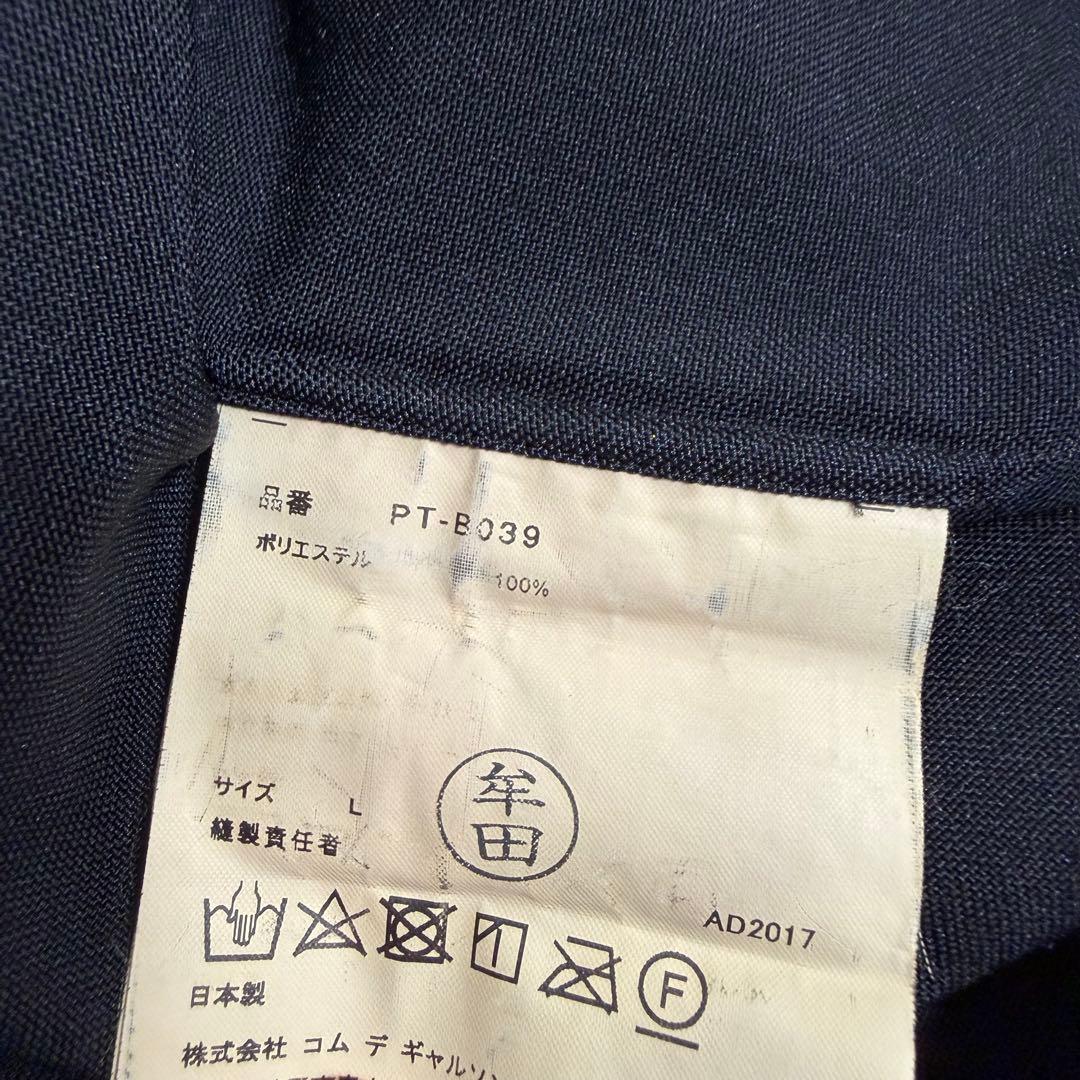 品番 PT-B039
ポリエステル 100%
サイズ L
縫製責任者
牟田
AD2017
F
日本製
株式会社 コム デ ギャルソン